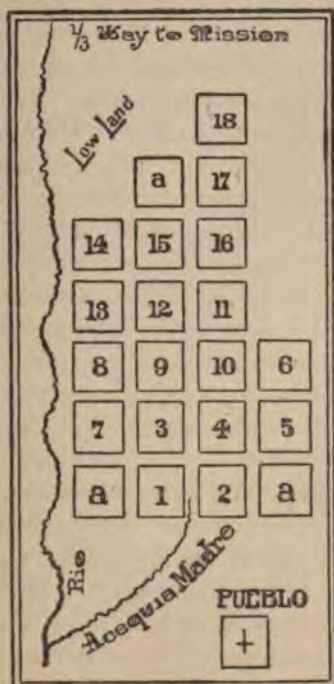 ⅓ Way to Mission
Low Land
18
a 17
14 15 16
13 12 11
8 9 10 6
7 3 4 5
a 1 2 a
Rio
Acequia Madre
PUEBLO